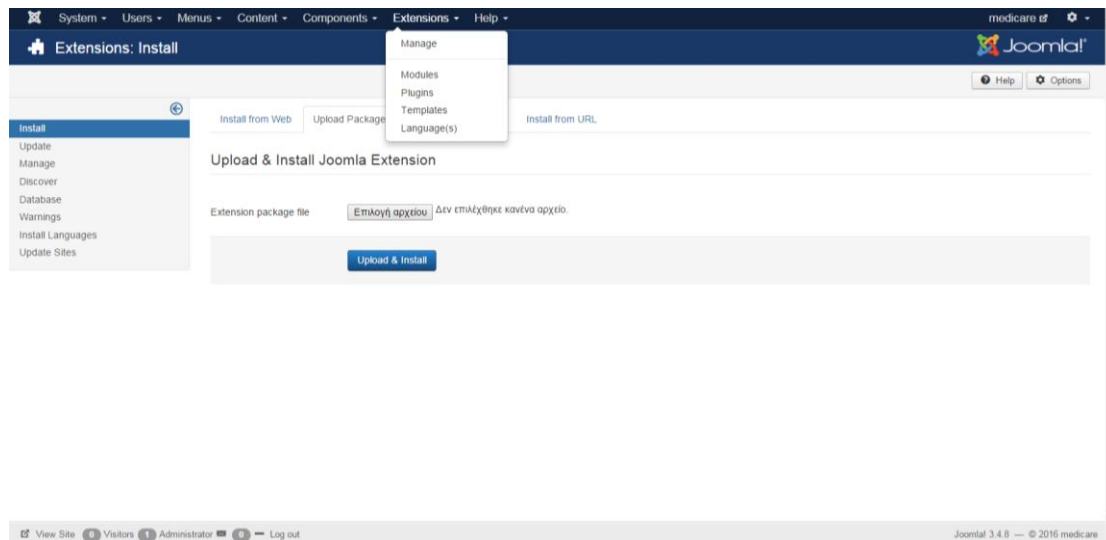 System Users Menus Content Components Extensions Help medicare
Extensions: Install Joomla!
Manage
Help Options
Modules
Plugins
Templates
Language(s)
Install from Web Upload Package Install from URL
Install
Update
Manage
Discover
Database
Warnings
Install Languages
Update Sites
Upload & Install Joomla Extension
Extension package file Επιλογή αρχείου Δεν επιλέχθηκε κανένα αρχείο.
Upload & Install
View Site 0 Visitors 1 Administrator 0 Log out Joomla! 3.4.8 — © 2016 medicare